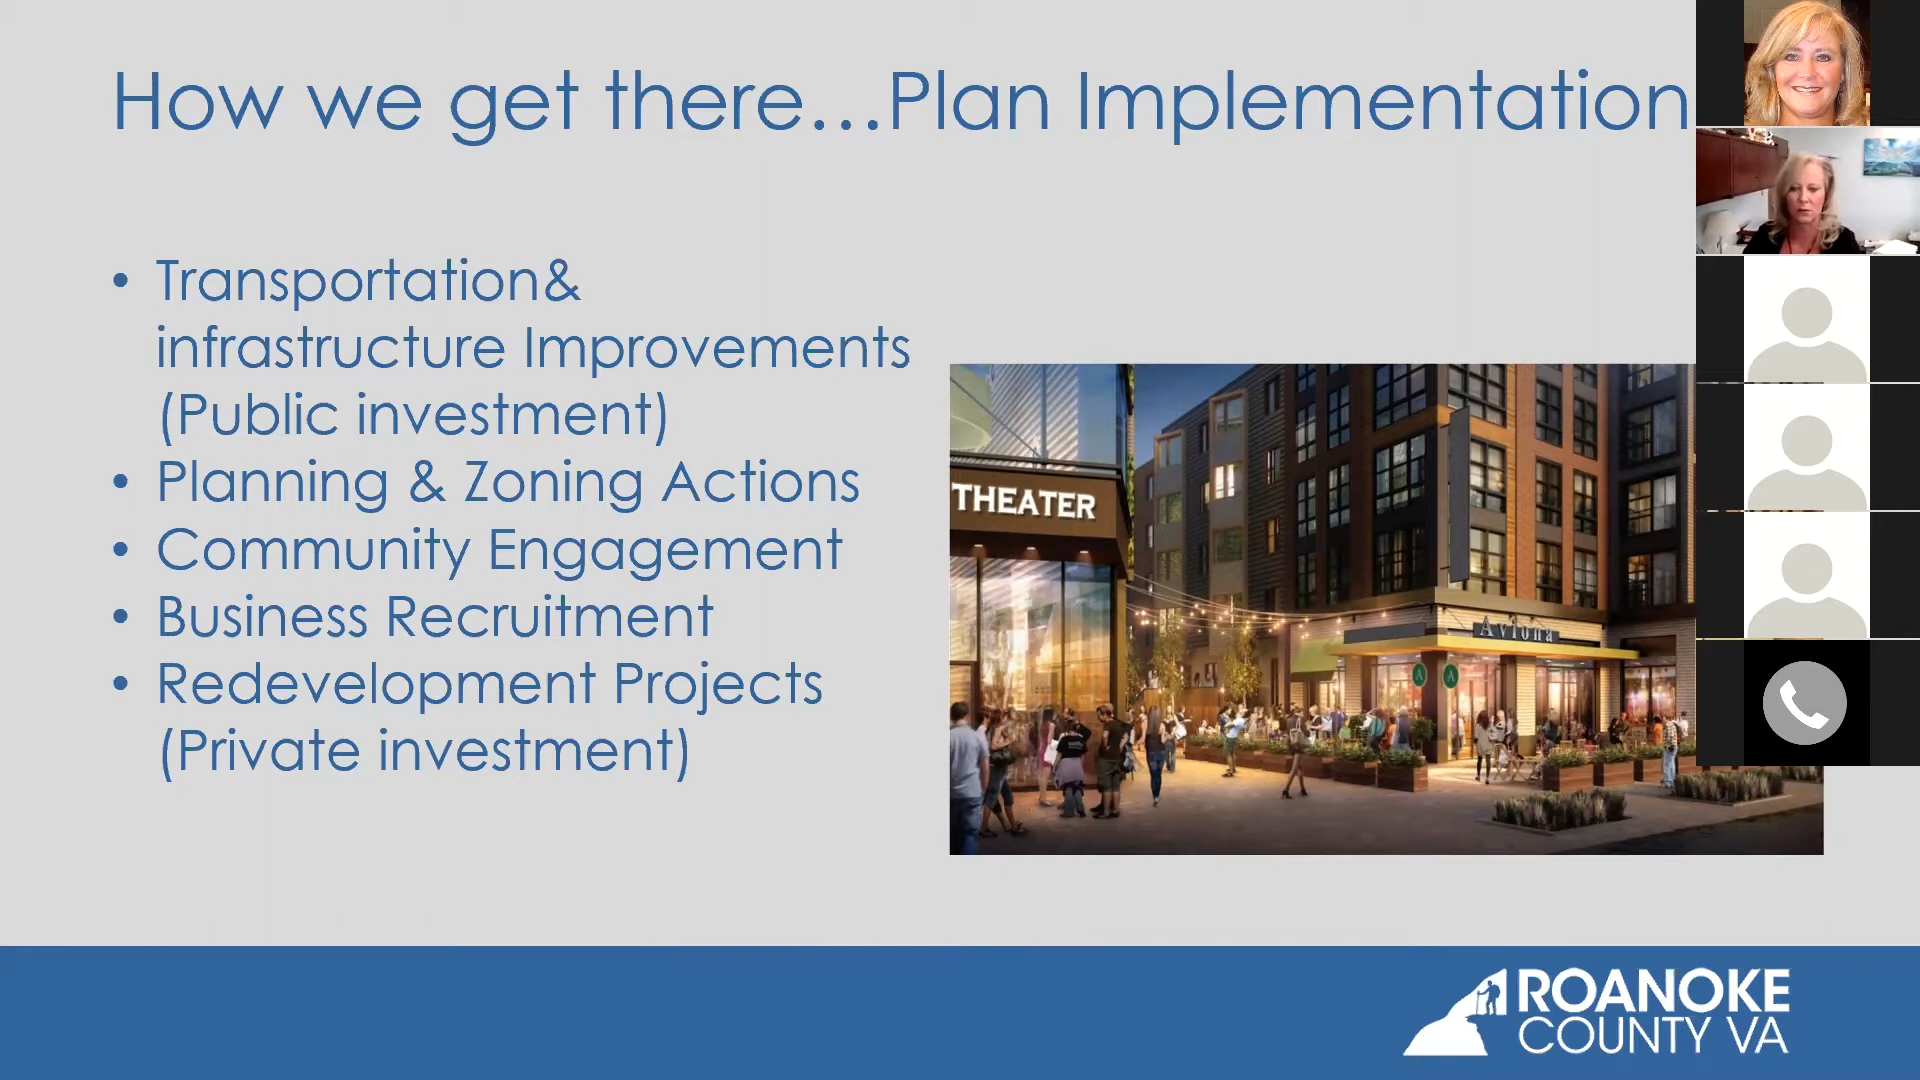 How we get there...Plan Implementation
• Transportation&
infrastructure Improvements
(Public investment)
• Planning & Zoning Actions
• Community Engagement
• Business Recruitment
• Redevelopment Projects
(Private investment)
THEATER
Aviona
A A
ROANOKE
COUNTY VA